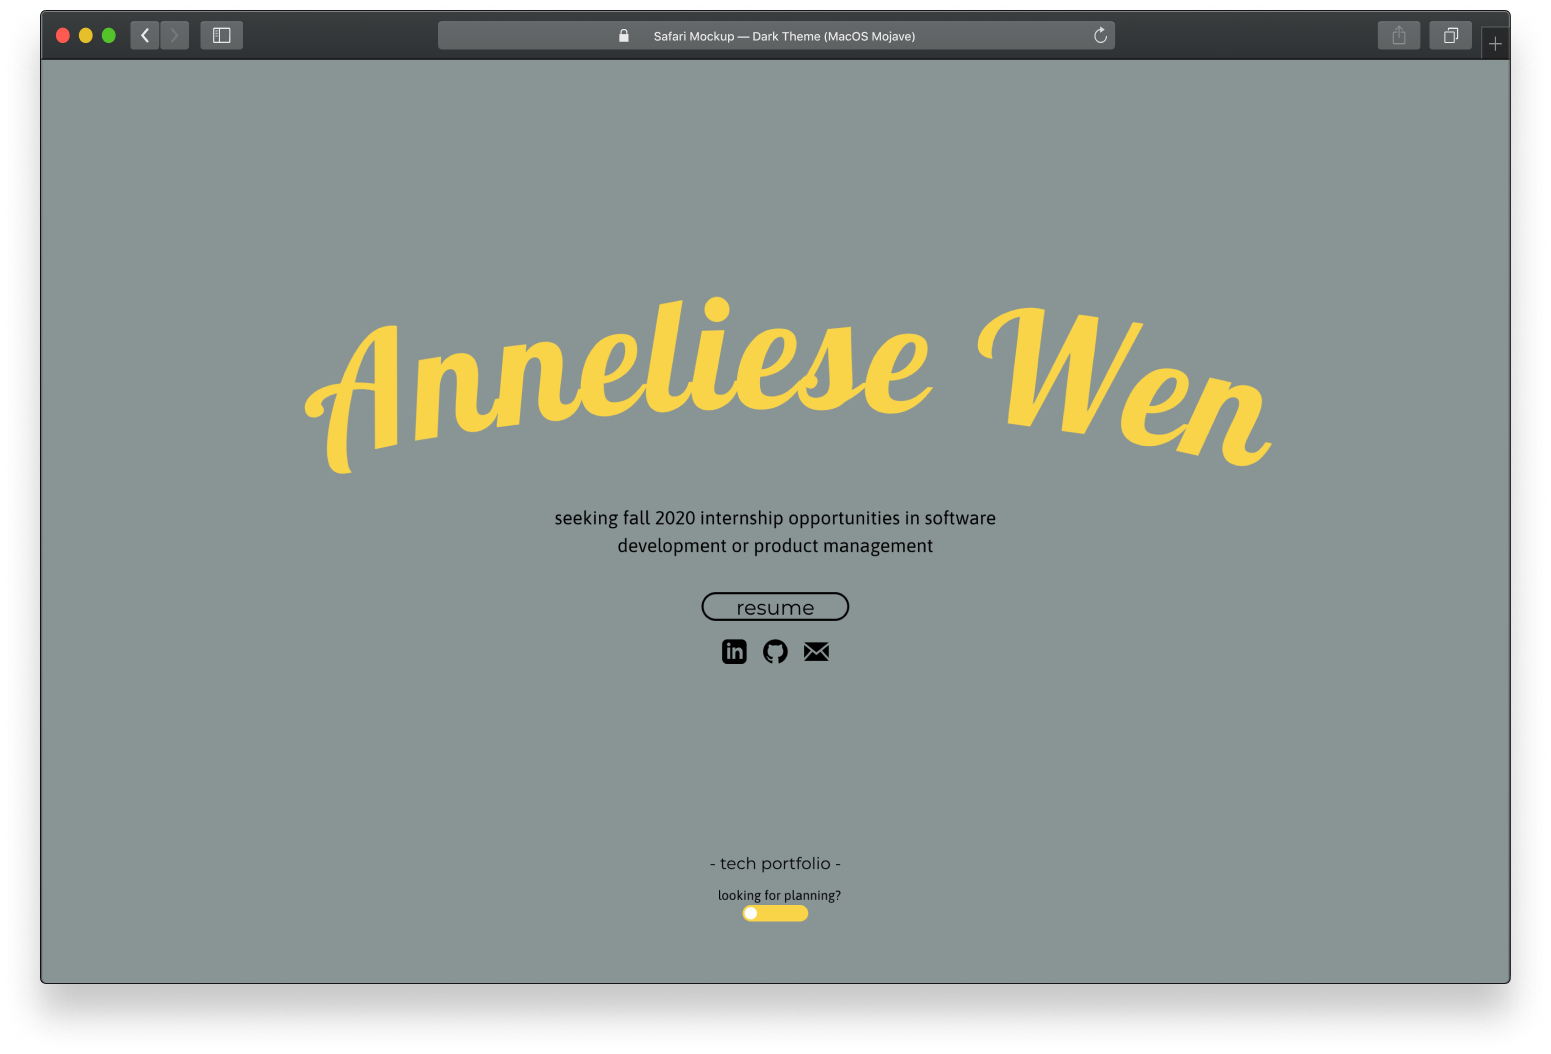 Safari Mockup — Dark Theme (MacOS Mojave)
Anneliese Wen
seeking fall 2020 internship opportunities in software
development or product management
resume
in
- tech portfolio -
looking for planning?